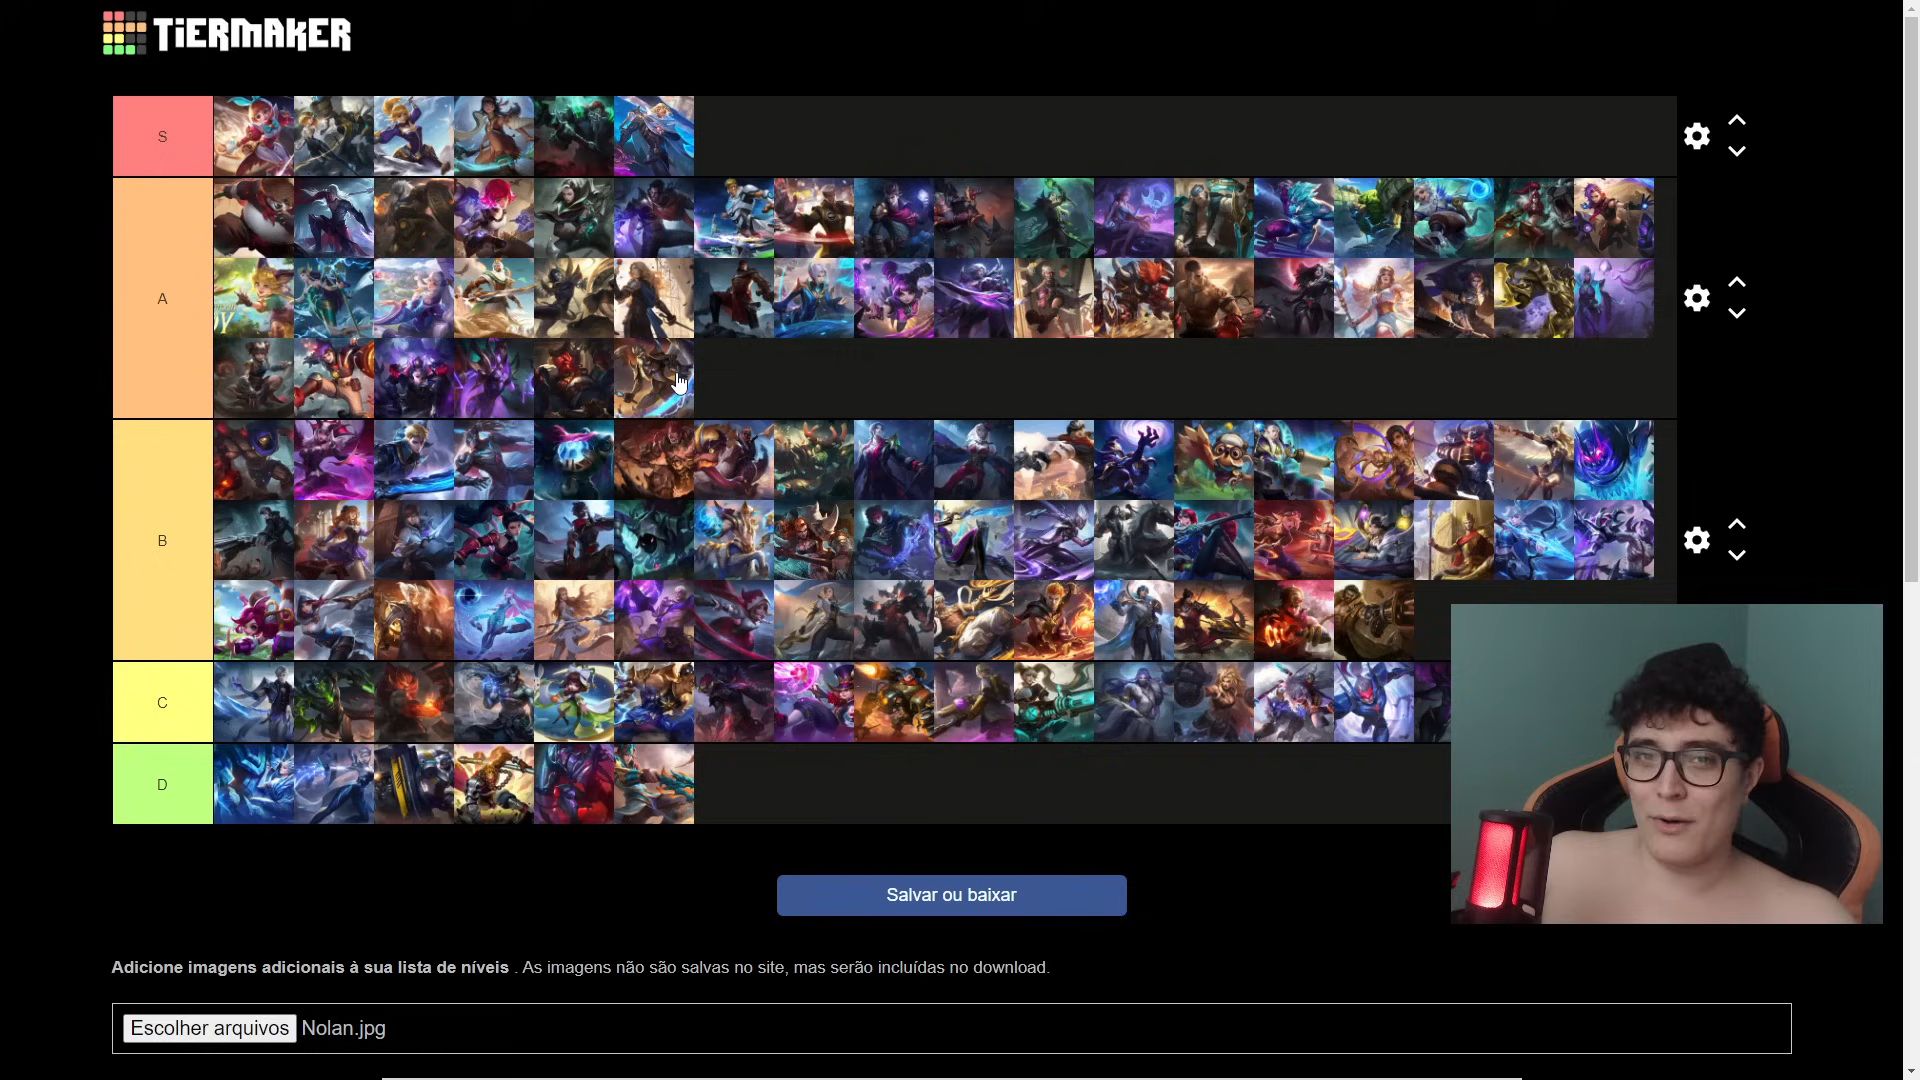 TiERMAKER
S
A
B
C
D
Salvar ou baixar
Adicione imagens adicionais à sua lista de níveis . As imagens não são salvas no site, mas serão incluídas no download.
Escolher arquivos Nolan.jpg